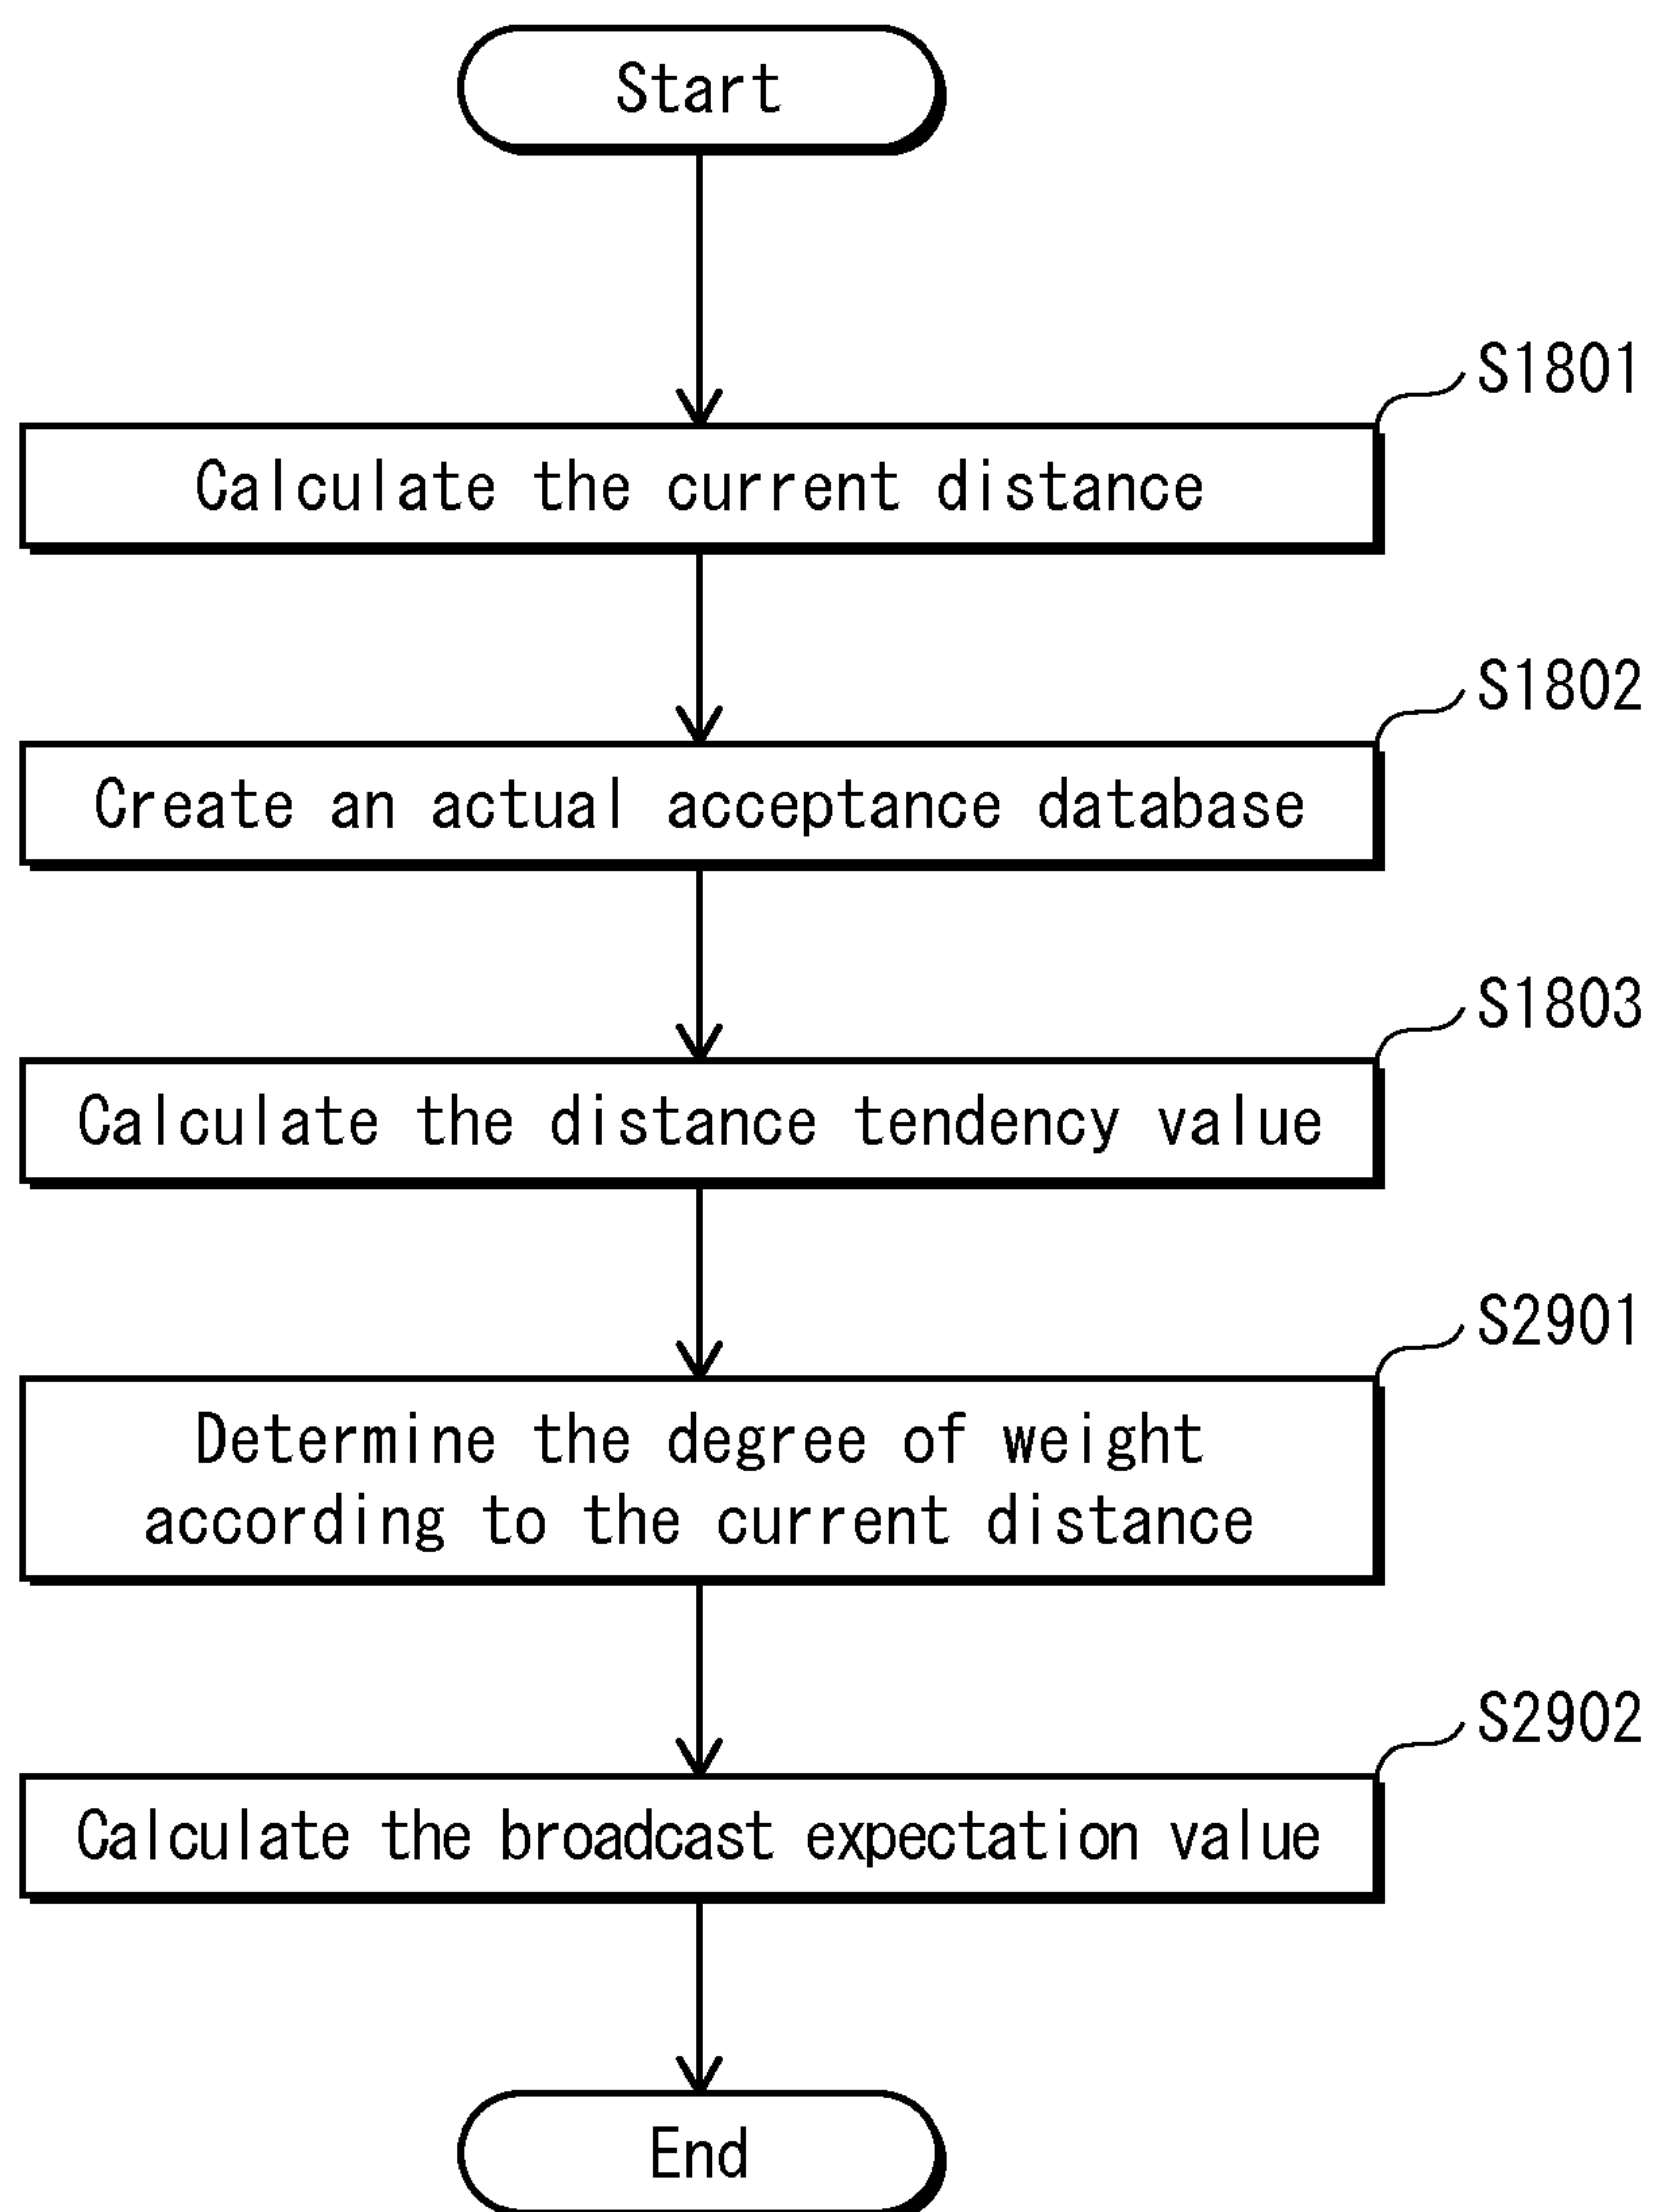 Start
S1801
Calculate the current distance
S1802
Create an actual acceptance database
S1803
Calculate the distance tendency value
S2901
Determine the degree of weight
according to the current distance
S2902
Calculate the broadcast expectation value
End